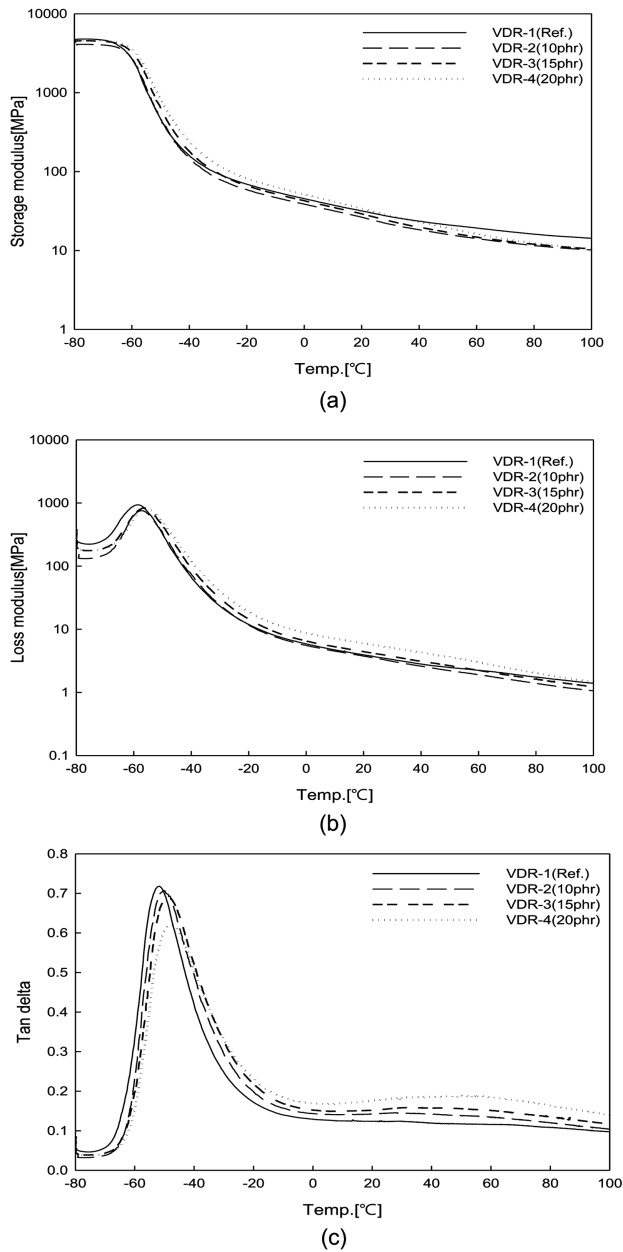 10000
1000
100
10
1
Storage modulus[MPa]
VDR-1(Ref.)
VDR-2(10phr)
VDR-3(15phr)
VDR-4(20phr)
-80 -60 -40 -20 0 20 40 60 80 100
Temp.[℃]
(a)
10000
1000
100
10
1
0.1
Loss modulus[MPa]
VDR-1(Ref.)
VDR-2(10phr)
VDR-3(15phr)
VDR-4(20phr)
-80 -60 -40 -20 0 20 40 60 80 100
Temp.[℃]
(b)
0.8
0.7
0.6
0.5
0.4
0.3
0.2
0.1
0.0
Tan delta
VDR-1(Ref.)
VDR-2(10phr)
VDR-3(15phr)
VDR-4(20phr)
-80 -60 -40 -20 0 20 40 60 80 100
Temp.[℃]
(c)